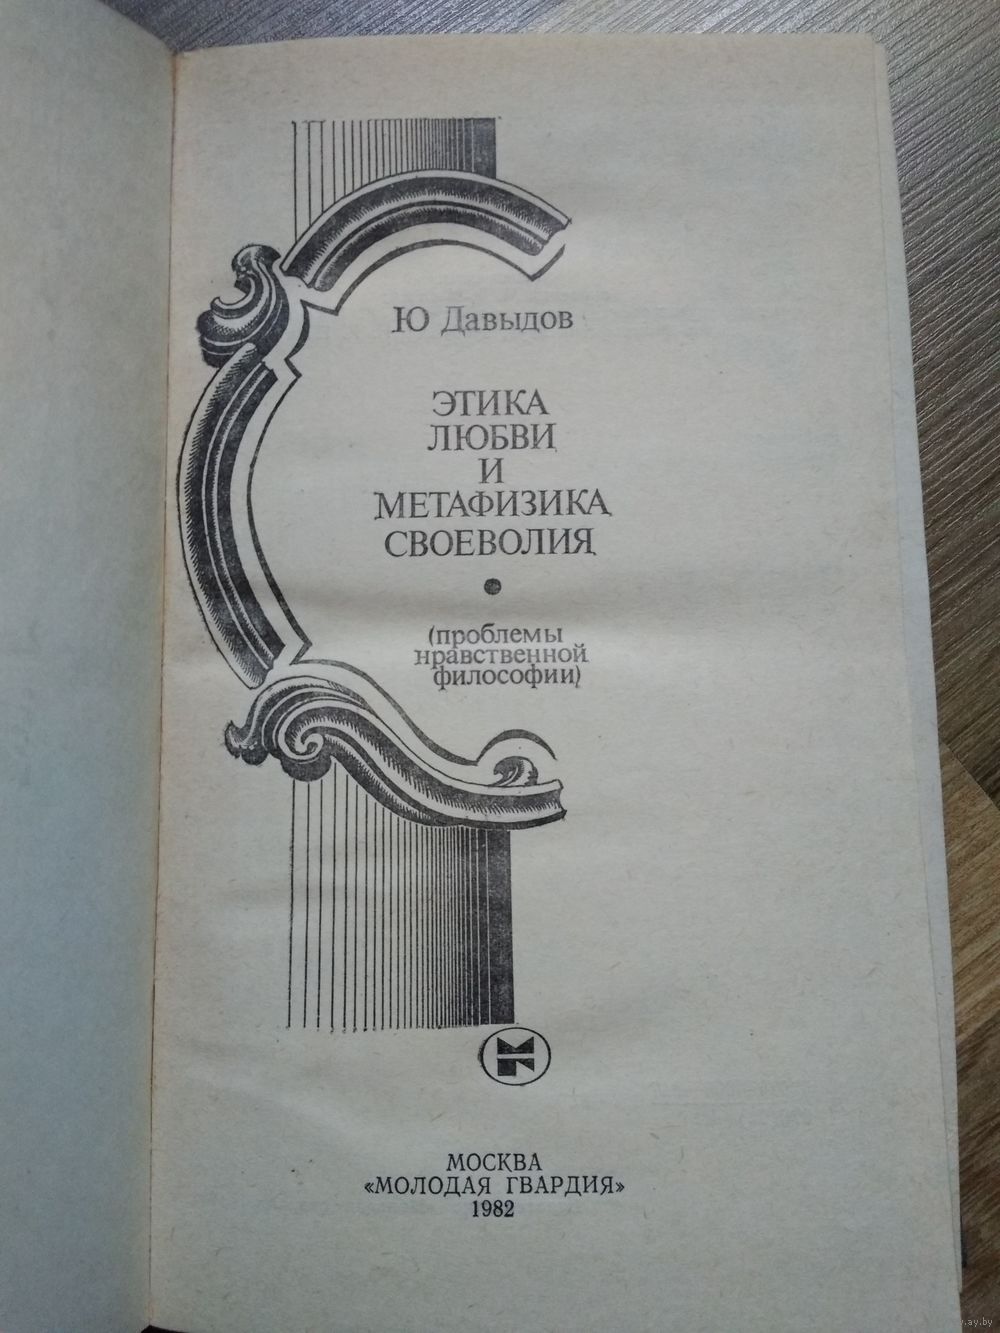 Ю Давыдов
ЭТИКА
ЛЮБВИ
И
МЕТАФИЗИКА
СВОЕВОЛИЯ
(проблемы
нравственной
философии)
МОСКВА
«МОЛОДАЯ ГВАРДИЯ»
1982